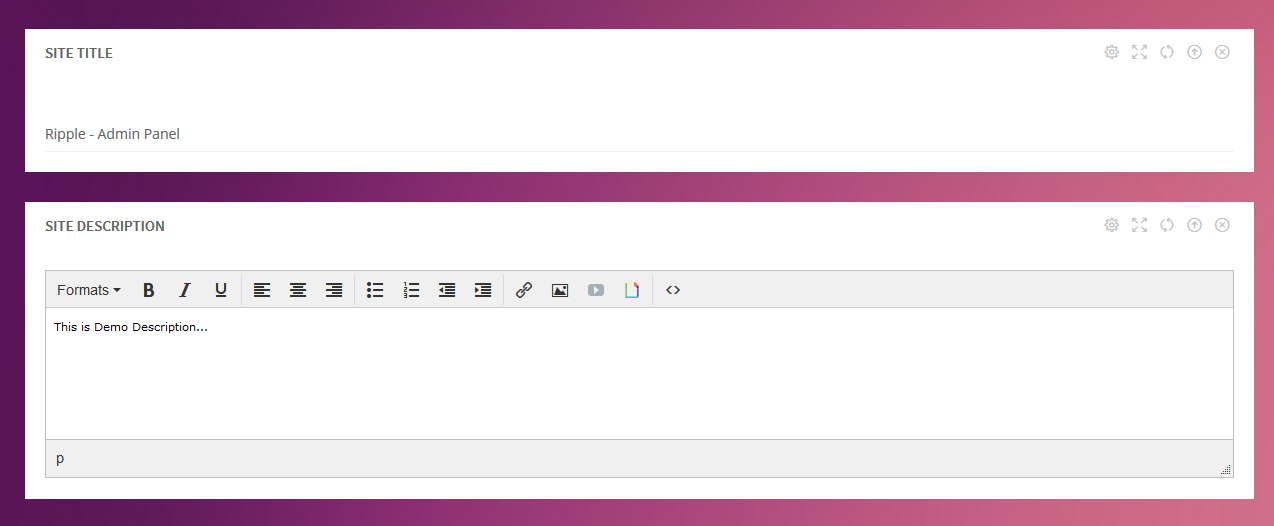 SITE TITLE
Ripple - Admin Panel
SITE DESCRIPTION
Formats B I U
This is Demo Description...
p